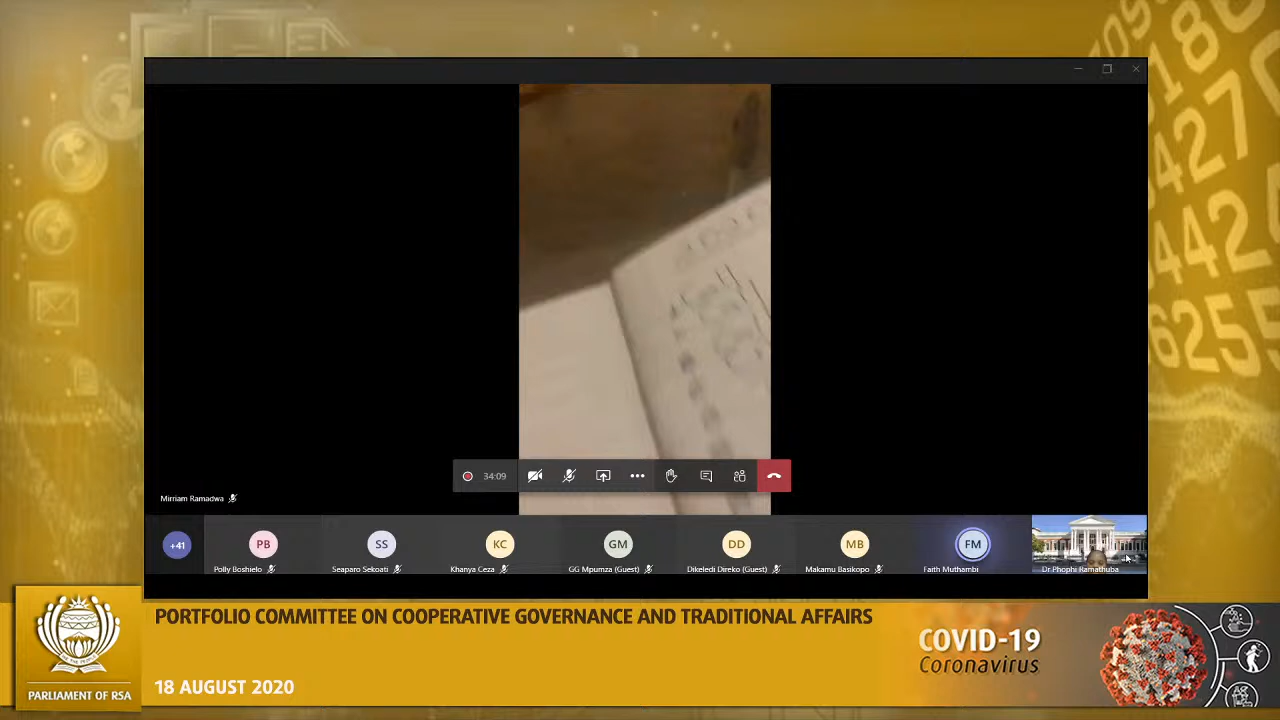 Mirriam Ramadwa
34:09
+41
PB
Polly Boshielo
SS
Seaparo Sekoati
KC
Khanya Ceza
GM
GG Mpumza (Guest)
DD
Dikeledi Direko (Guest)
MB
Makamu Basikopo
FM
Faith Muthambi
Dr Phophi Ramathuba
PORTFOLIO COMMITTEE ON COOPERATIVE GOVERNANCE AND TRADITIONAL AFFAIRS
18 AUGUST 2020
PARLIAMENT OF RSA
COVID-19
Coronavirus